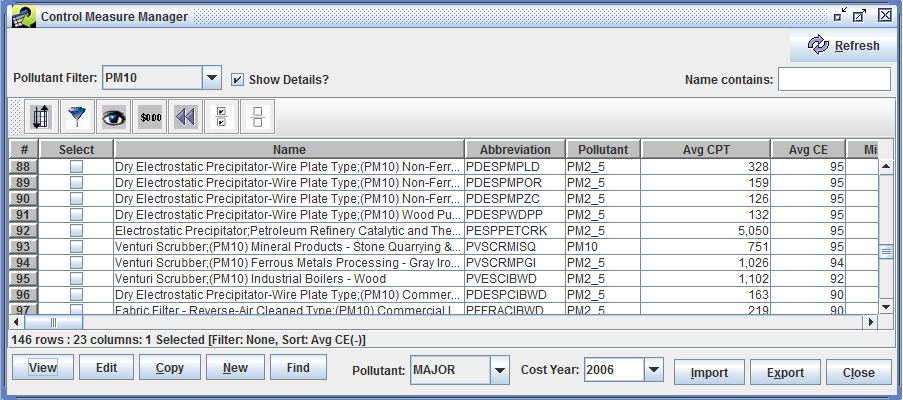 Control Measure Manager
Refresh
Pollutant Filter: PM10 Show Details? Name contains:
$0.00
# Select Name Abbreviation Pollutant Avg CPT Avg CE Mi
88 Dry Electrostatic Precipitator-Wire Plate Type;(PM10) Non-Ferr... PDESPMPLD PM2_5 328 95
89 Dry Electrostatic Precipitator-Wire Plate Type;(PM10) Non-Ferr... PDESPMPOR PM2_5 159 95
90 Dry Electrostatic Precipitator-Wire Plate Type;(PM10) Non-Ferr... PDESPMPZC PM2_5 126 95
91 Dry Electrostatic Precipitator-Wire Plate Type;(PM10) Wood Pu... PDESPWDPP PM2_5 132 95
92 Electrostatic Precipitator;Petroleum Refinery Catalytic and The... PESPPETCRK PM2_5 5,050 95
93 Venturi Scrubber;(PM10) Mineral Products - Stone Quarrying &... PVSCRMISQ PM10 751 95
94 Venturi Scrubber;(PM10) Ferrous Metals Processing - Gray Iro... PVSCRMPGI PM2_5 1,026 94
95 Venturi Scrubber;(PM10) Industrial Boilers - Wood PVESCIBWD PM2_5 1,102 92
96 Dry Electrostatic Precipitator-Wire Plate Type;(PM10) Commer... PDESPCIBWD PM2_5 163 90
97 Fabric Filter - Reverse-Air Cleaned Type;(PM10) Commercial I... PFFRACIBWD PM2_5 219 90
146 rows : 23 columns: 1 Selected [Filter: None, Sort: Avg CE(-)]
View Edit Copy New Find Pollutant: MAJOR Cost Year: 2006 Import Export Close